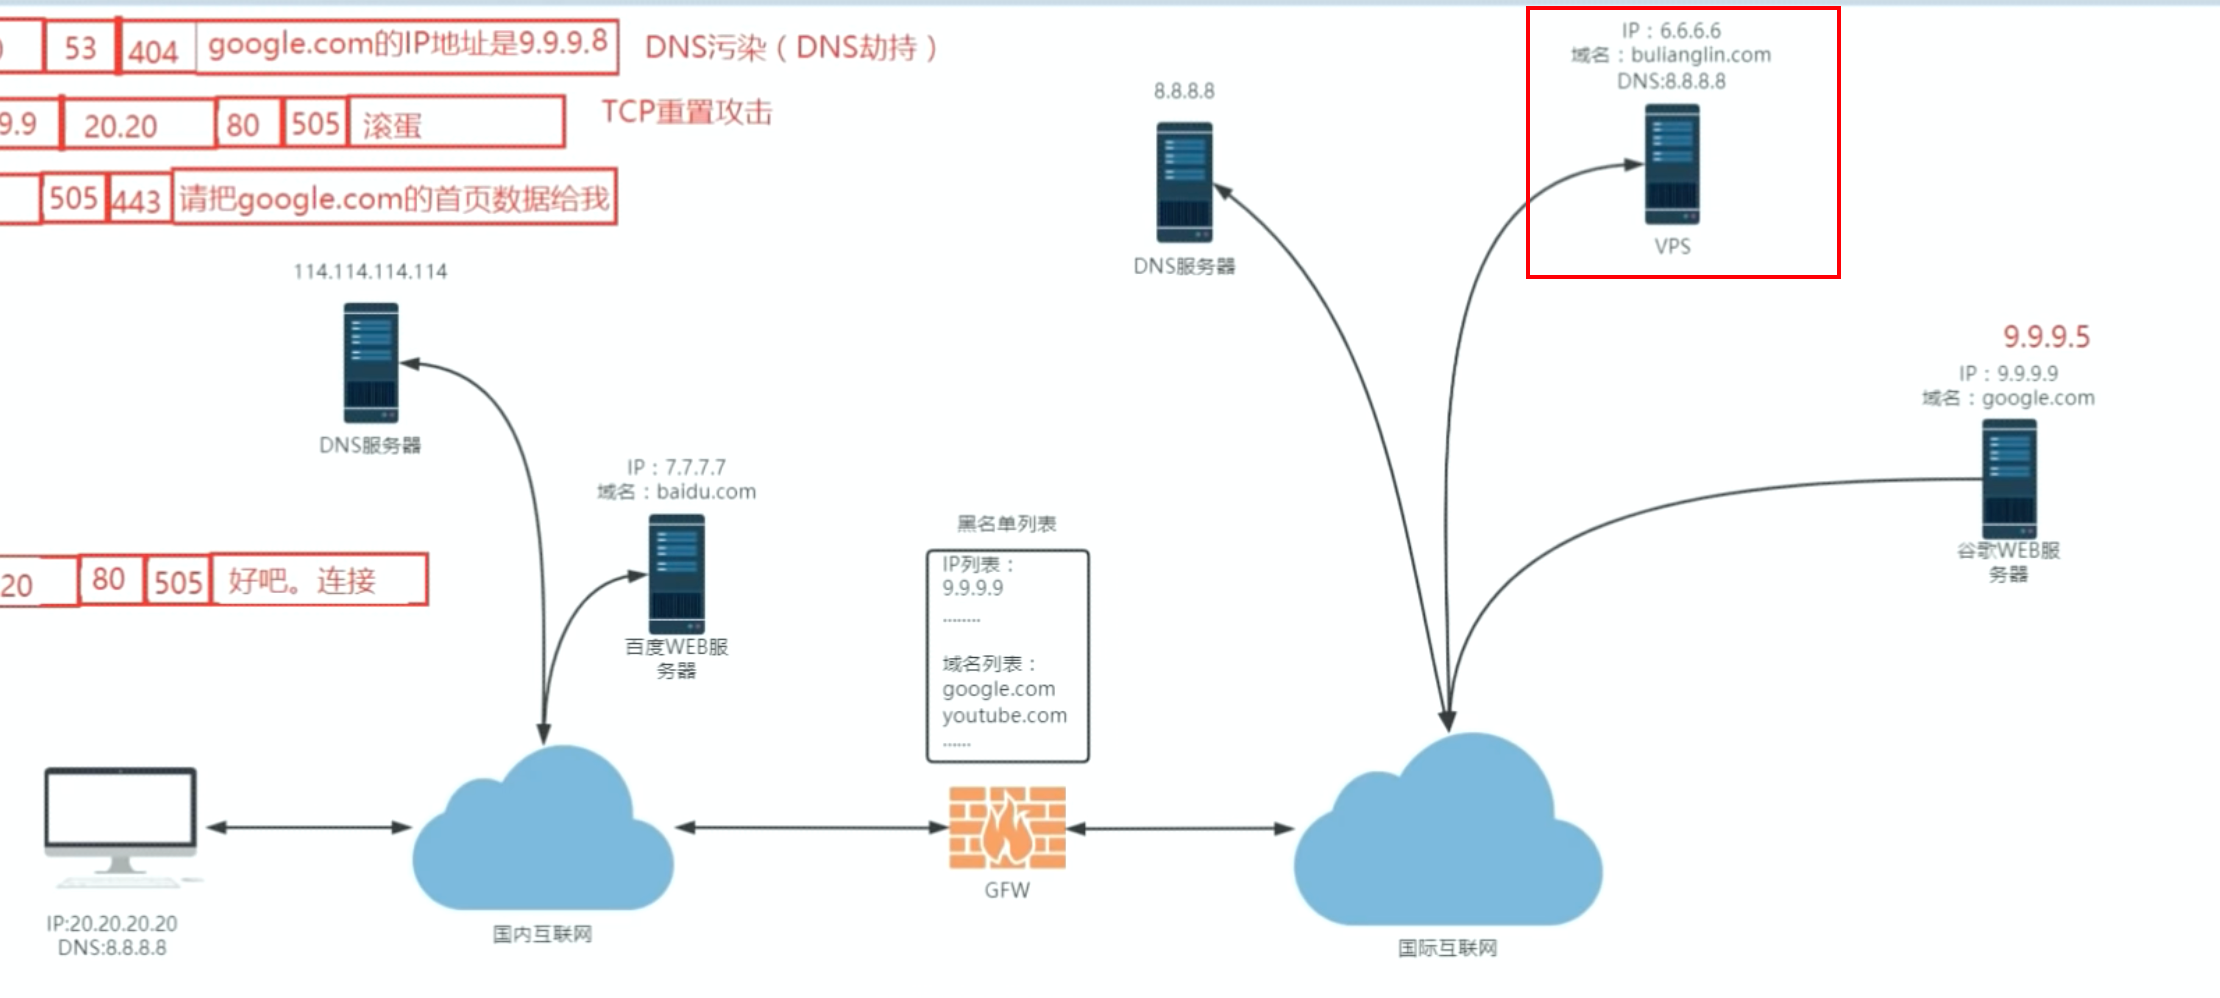 53
404
google.com的IP地址是9.9.9.8
DNS污染（DNS劫持）
9.9
20.20
80
505
滚蛋
TCP重置攻击
505
443
请把google.com的首页数据给我
IP：6.6.6.6
域名：bulianglin.com
DNS:8.8.8.8
VPS
8.8.8.8
DNS服务器
114.114.114.114
DNS服务器
9.9.9.5
IP：9.9.9.9
域名：google.com
谷歌WEB服
务器
IP：7.7.7.7
域名：baidu.com
百度WEB服
务器
黑名单列表
IP列表：
9.9.9.9
........
域名列表：
google.com
youtube.com
......
20
80
505
好吧。连接
GFW
IP:20.20.20.20
DNS:8.8.8.8
国内互联网
国际互联网